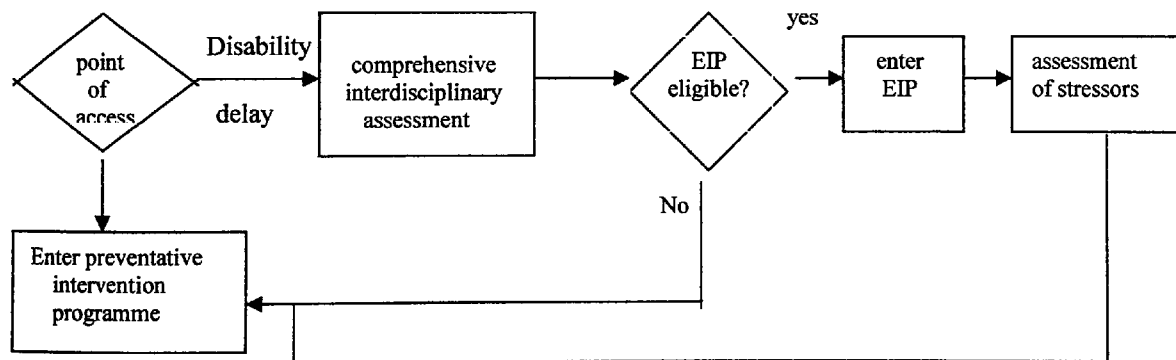 yes
point
of
access
Disability
delay
comprehensive
interdisciplinary
assessment
EIP
eligible?
enter
EIP
assessment
of stressors
No
Enter preventative
intervention
programme